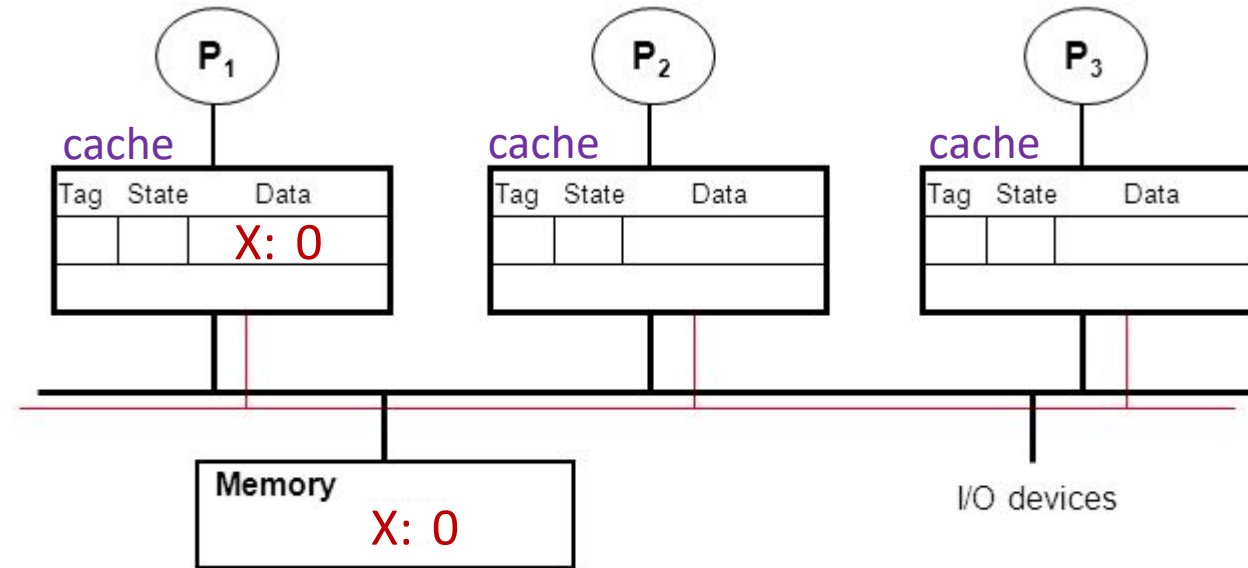 P1 P2 P3
cache cache cache
Tag State Data Tag State Data Tag State Data
X: 0
Memory
I/O devices
X: 0